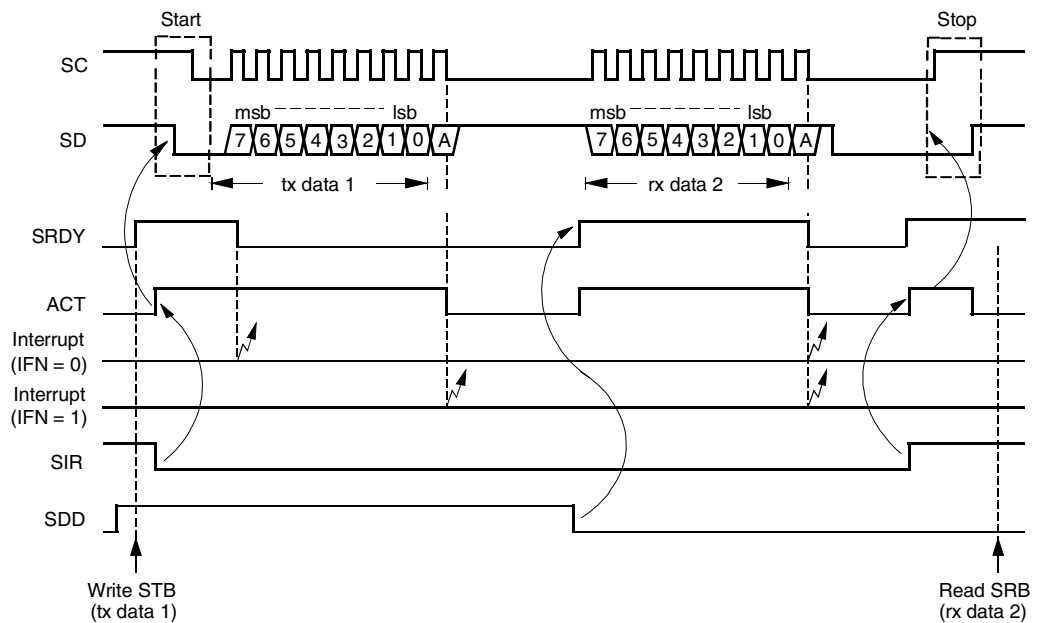 Start
Stop
SC
msb lsb msb lsb
SD 7 6 5 4 3 2 1 0 A 7 6 5 4 3 2 1 0 A
tx data 1 rx data 2
SRDY
ACT
Interrupt
(IFN = 0)
Interrupt
(IFN = 1)
SIR
SDD
Write STB
(tx data 1)
Read SRB
(rx data 2)